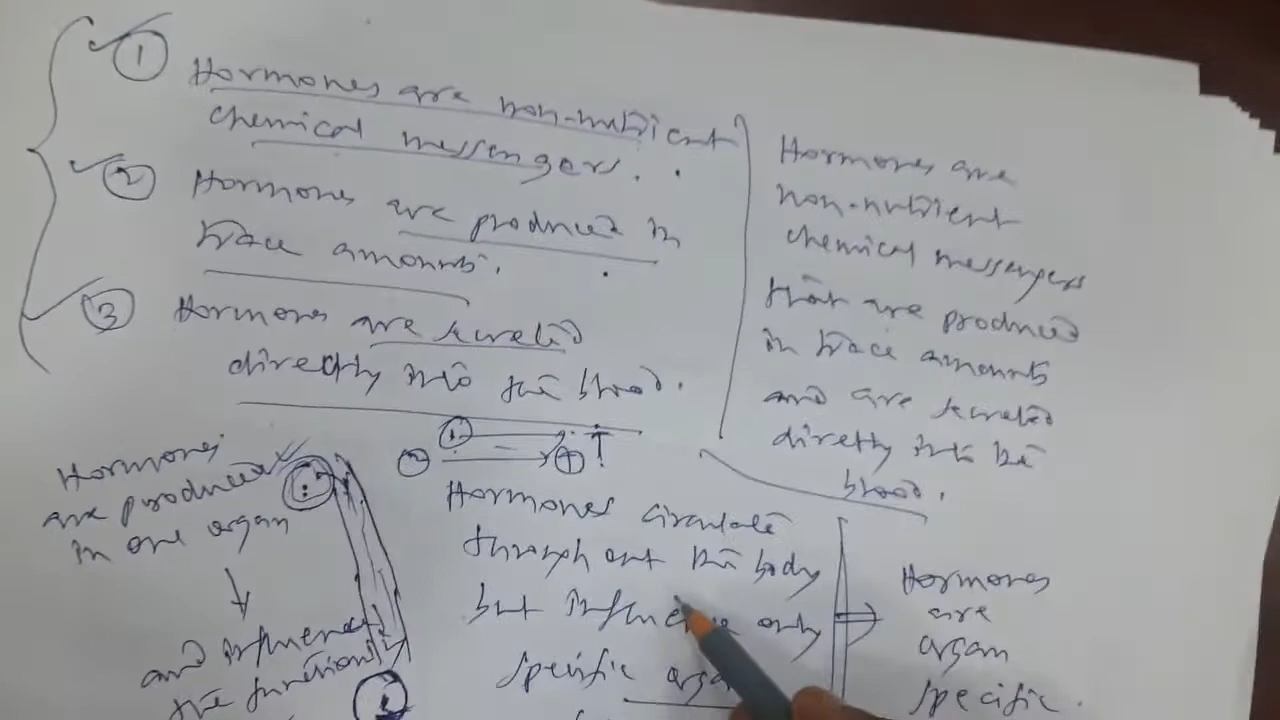 1 Hormones are non-nutrient
chemical messengers.
2 Hormones are produced in
trace amounts.
3 Hormones are secreted
directly into the blood.
Hormones are
non-nutrient
chemical messengers
that are produced
in trace amounts
and are secreted
directly into the
blood.
Hormones
are produced
in one organ
and influences
the functions
Hormones circulate
through out the body
but influence only
specific
Hormones
are
organ
specific.